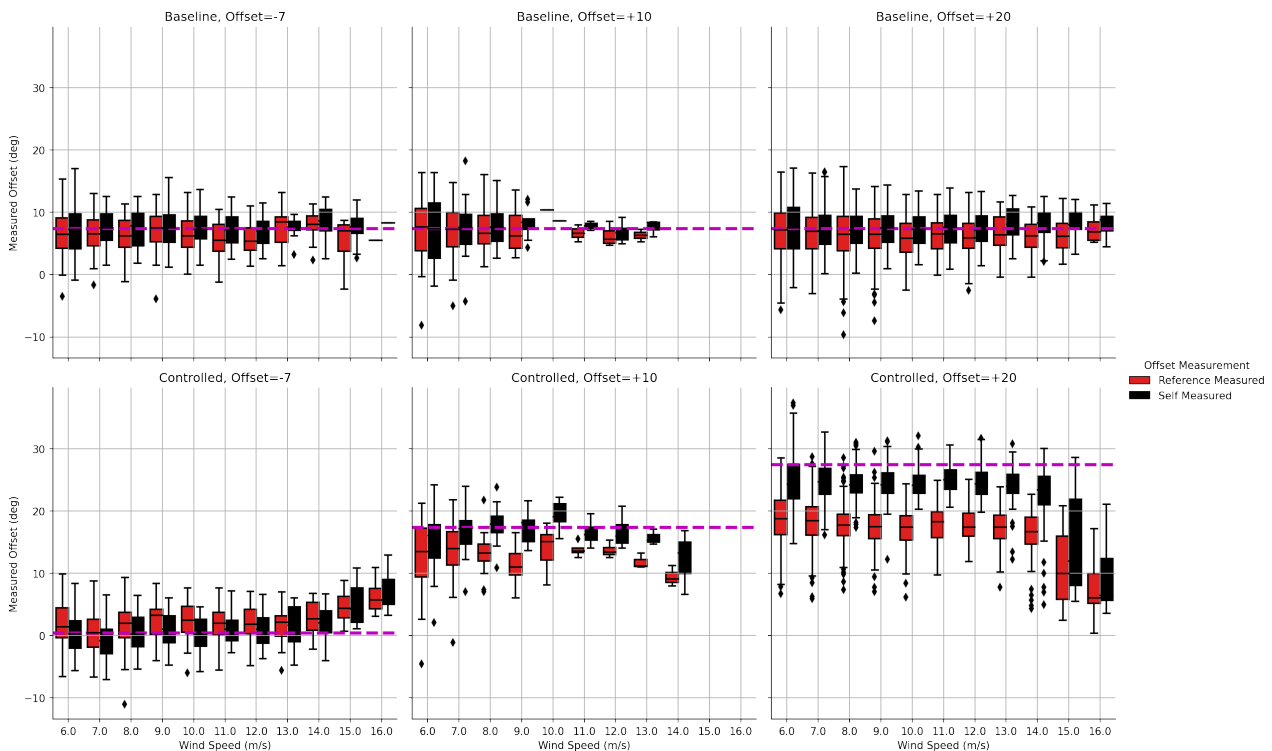 Baseline, Offset=-7
Baseline, Offset=+10
Baseline, Offset=+20
Measured Offset (deg)
30
20
10
0
−10
Controlled, Offset=-7
Controlled, Offset=+10
Controlled, Offset=+20
Measured Offset (deg)
30
20
10
0
−10
6.0 7.0 8.0 9.0 10.0 11.0 12.0 13.0 14.0 15.0 16.0
Wind Speed (m/s)
6.0 7.0 8.0 9.0 10.0 11.0 12.0 13.0 14.0 15.0 16.0
Wind Speed (m/s)
6.0 7.0 8.0 9.0 10.0 11.0 12.0 13.0 14.0 15.0 16.0
Wind Speed (m/s)
Offset Measurement
Reference Measured
Self Measured